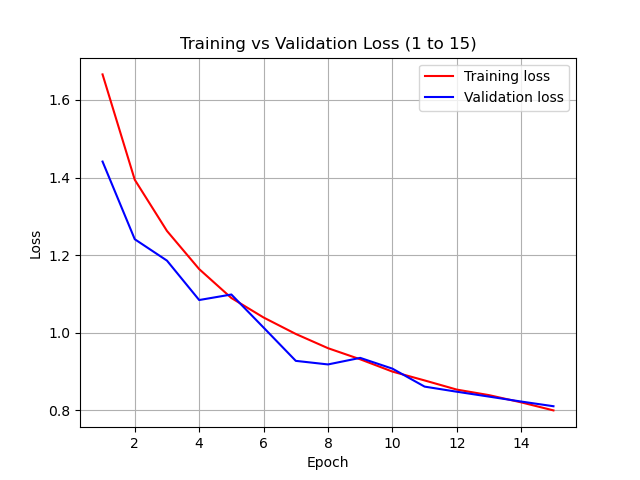 Training vs Validation Loss (1 to 15)
Training loss
Validation loss
Loss
1.6
1.4
1.2
1.0
0.8
2 4 6 8 10 12 14
Epoch